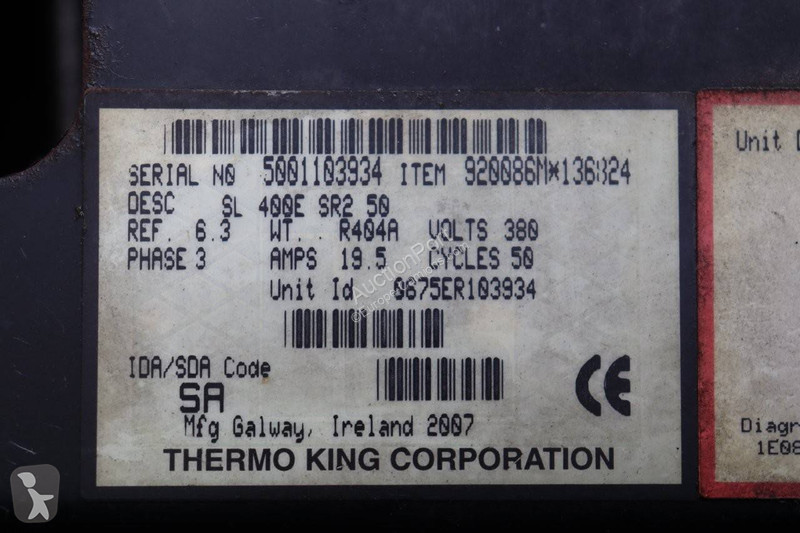 SERIAL NO 5001103934 ITEM 920086M*136824
DESC SL 400E SR2 50
REF. 6.3 WT. R404A VOLTS 380
PHASE 3 AMPS 19.5 CYCLES 50
Unit Id 0675ER103934
IDA/SDA Code
SA
CE
Mfg Galway, Ireland 2007
THERMO KING CORPORATION
Unit
Diagr
1E08